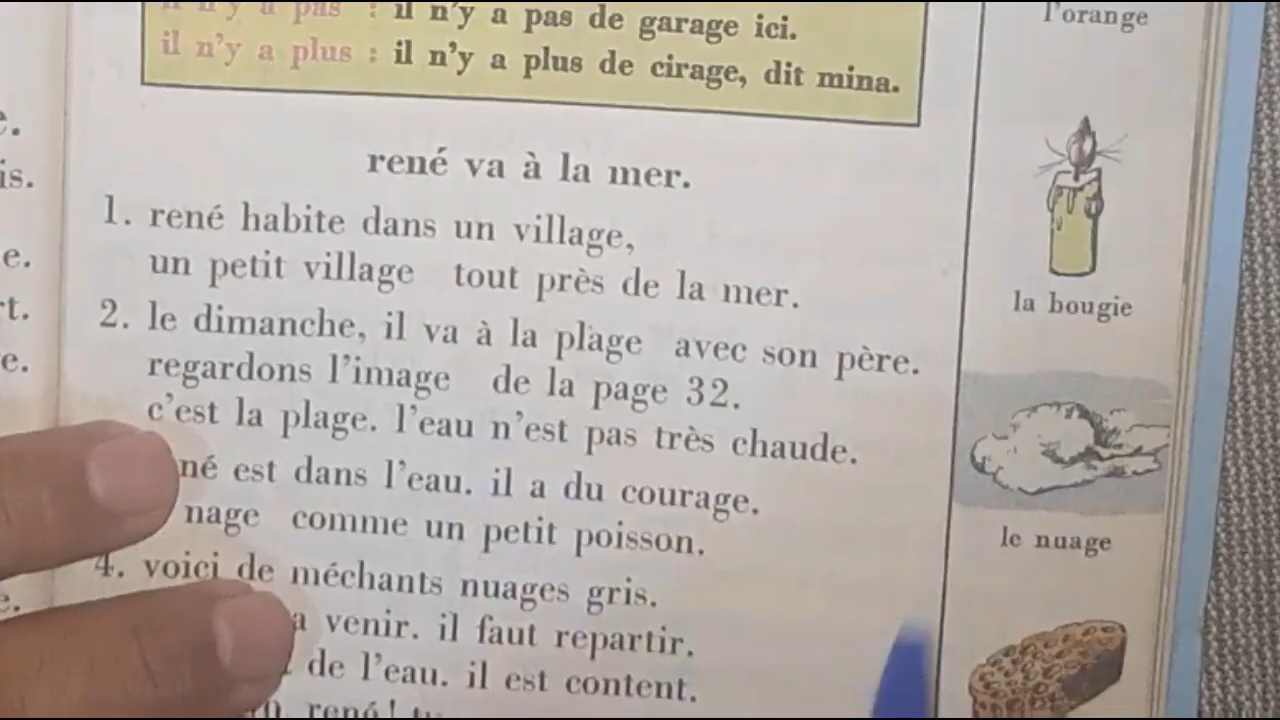 il n'y a pas : il n'y a pas de garage ici.
il n'y a plus : il n'y a plus de cirage, dit mina.
rené va à la mer.
1. rené habite dans un village,
un petit village tout près de la mer.
2. le dimanche, il va à la plage avec son père.
regardons l'image de la page 32.
c'est la plage. l'eau n'est pas très chaude.
né est dans l'eau. il a du courage.
nage comme un petit poisson.
4. voici de méchants nuages gris.
a venir. il faut repartir.
de l'eau. il est content.
rené!
l'orange
la bougie
le nuage
is.
e.
rt.
e.
e.